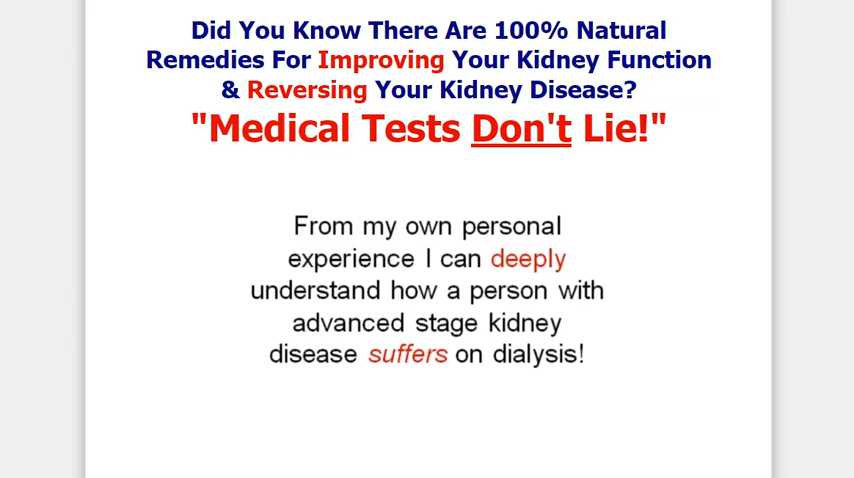 Did You Know There Are 100% Natural
Remedies For Improving Your Kidney Function
& Reversing Your Kidney Disease?
"Medical Tests Don't Lie!"
From my own personal
experience I can deeply
understand how a person with
advanced stage kidney
disease suffers on dialysis!